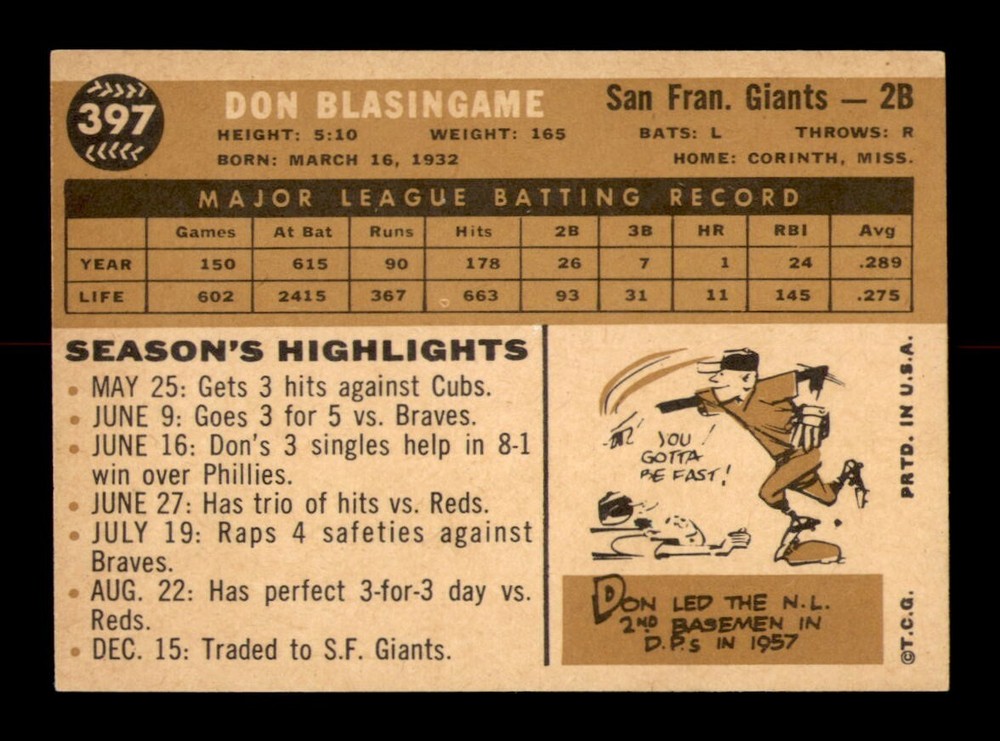 397
DON BLASINGAME
San Fran. Giants — 2B
HEIGHT: 5:10 WEIGHT: 165 BATS: L THROWS: R
BORN: MARCH 16, 1932 HOME: CORINTH, MISS.
MAJOR LEAGUE BATTING RECORD
Games At Bat Runs Hits 2B 3B HR RBI Avg
YEAR 150 615 90 178 26 7 1 24 .289
LIFE 602 2415 367 663 93 31 11 145 .275
SEASON'S HIGHLIGHTS
• MAY 25: Gets 3 hits against Cubs.
• JUNE 9: Goes 3 for 5 vs. Braves.
• JUNE 16: Don's 3 singles help in 8-1
win over Phillies.
• JUNE 27: Has trio of hits vs. Reds.
• JULY 19: Raps 4 safeties against
Braves.
• AUG. 22: Has perfect 3-for-3 day vs.
Reds.
• DEC. 15: Traded to S.F. Giants.
YOU
GOTTA
BE FAST!
DON LED THE N.L.
2ND BASEMEN IN
D.P.s IN 1957
©T.C.G. PRTD. IN U.S.A.